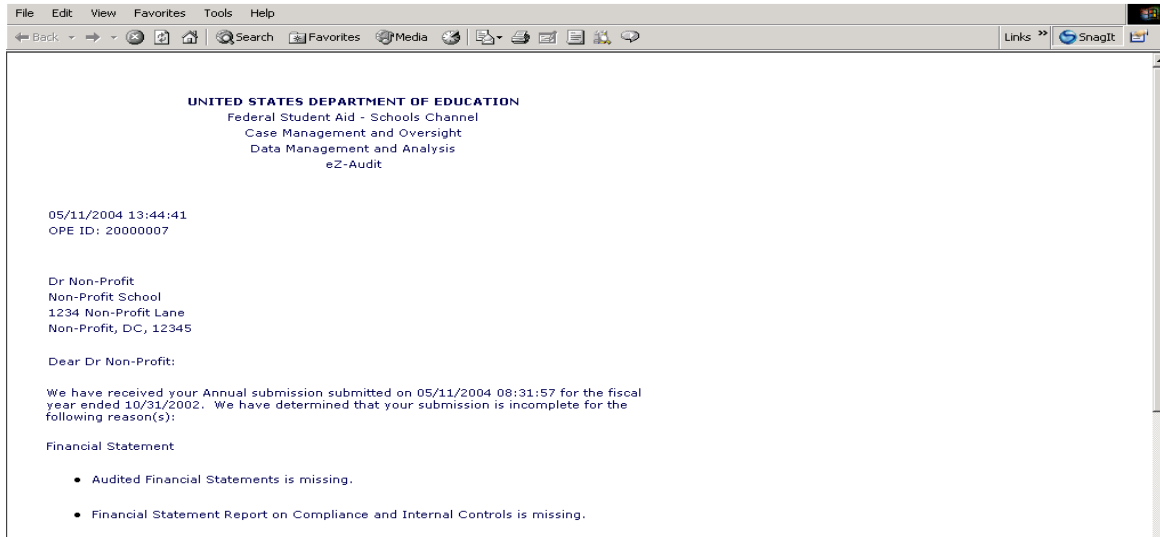 File Edit View Favorites Tools Help
Back Search Favorites Media Links » SnagIt
UNITED STATES DEPARTMENT OF EDUCATION
Federal Student Aid - Schools Channel
Case Management and Oversight
Data Management and Analysis
eZ-Audit
05/11/2004 13:44:41
OPE ID: 20000007
Dr Non-Profit
Non-Profit School
1234 Non-Profit Lane
Non-Profit, DC, 12345
Dear Dr Non-Profit:
We have received your Annual submission submitted on 05/11/2004 08:31:57 for the fiscal
year ended 10/31/2002.  We have determined that your submission is incomplete for the
following reason(s):
Financial Statement
• Audited Financial Statements is missing.
• Financial Statement Report on Compliance and Internal Controls is missing.